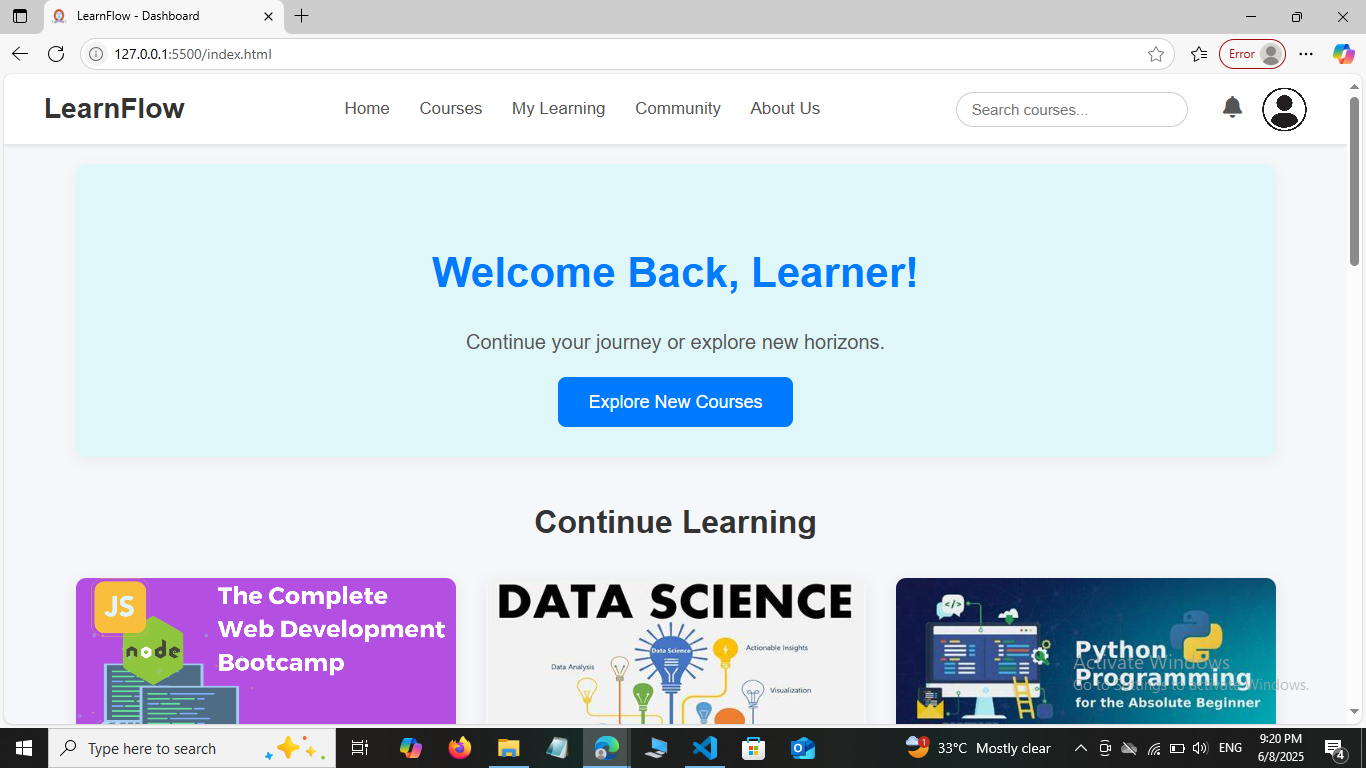 LearnFlow - Dashboard
127.0.0.1:5500/index.html
Error
LearnFlow
Home
Courses
My Learning
Community
About Us
Search courses...
Welcome Back, Learner!
Continue your journey or explore new horizons.
Explore New Courses
Continue Learning
JS
node
The Complete
Web Development
Bootcamp
DATA SCIENCE
Data Science
Data Analysis
Actionable Insights
Visualization
</>
Python
Programming
for the Absolute Beginner
Activate Windows
Go to Settings to activate Windows.
Type here to search
1
33°C Mostly clear
ENG
9:20 PM
6/8/2025
4